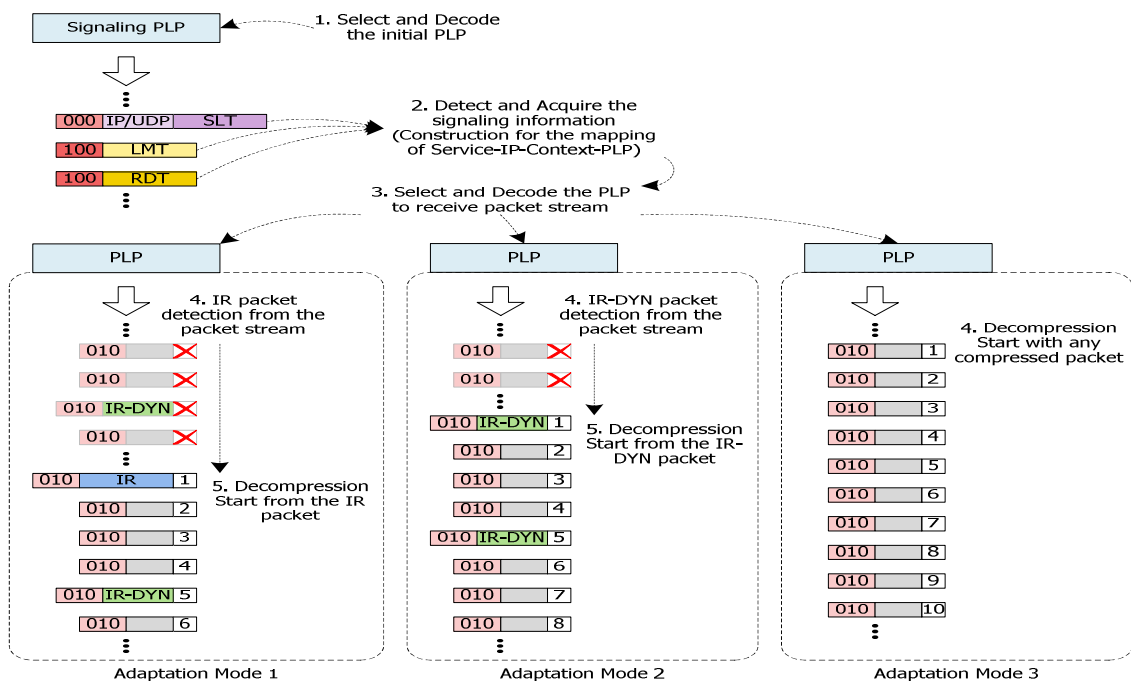 Signaling PLP
1. Select and Decode
the initial PLP
000 IP/UDP SLT
100 LMT
100 RDT
2. Detect and Acquire the
signaling information
(Construction for the mapping
of Service-IP-Context-PLP)
3. Select and Decode the PLP
to receive packet stream
PLP
4. IR packet
detection from the
packet stream
010
010
010 IR-DYN
010
010 IR 1
010 2
010 3
010 4
010 IR-DYN 5
010 6
5. Decompression
Start from the IR
packet
Adaptation Mode 1
PLP
4. IR-DYN packet
detection from the
packet stream
010
010
010 IR-DYN 1
010 2
010 3
010 4
010 IR-DYN 5
010 6
010 7
010 8
5. Decompression
Start from the IR-
DYN packet
Adaptation Mode 2
PLP
4. Decompression
Start with any
compressed packet
010 1
010 2
010 3
010 4
010 5
010 6
010 7
010 8
010 9
010 10
Adaptation Mode 3